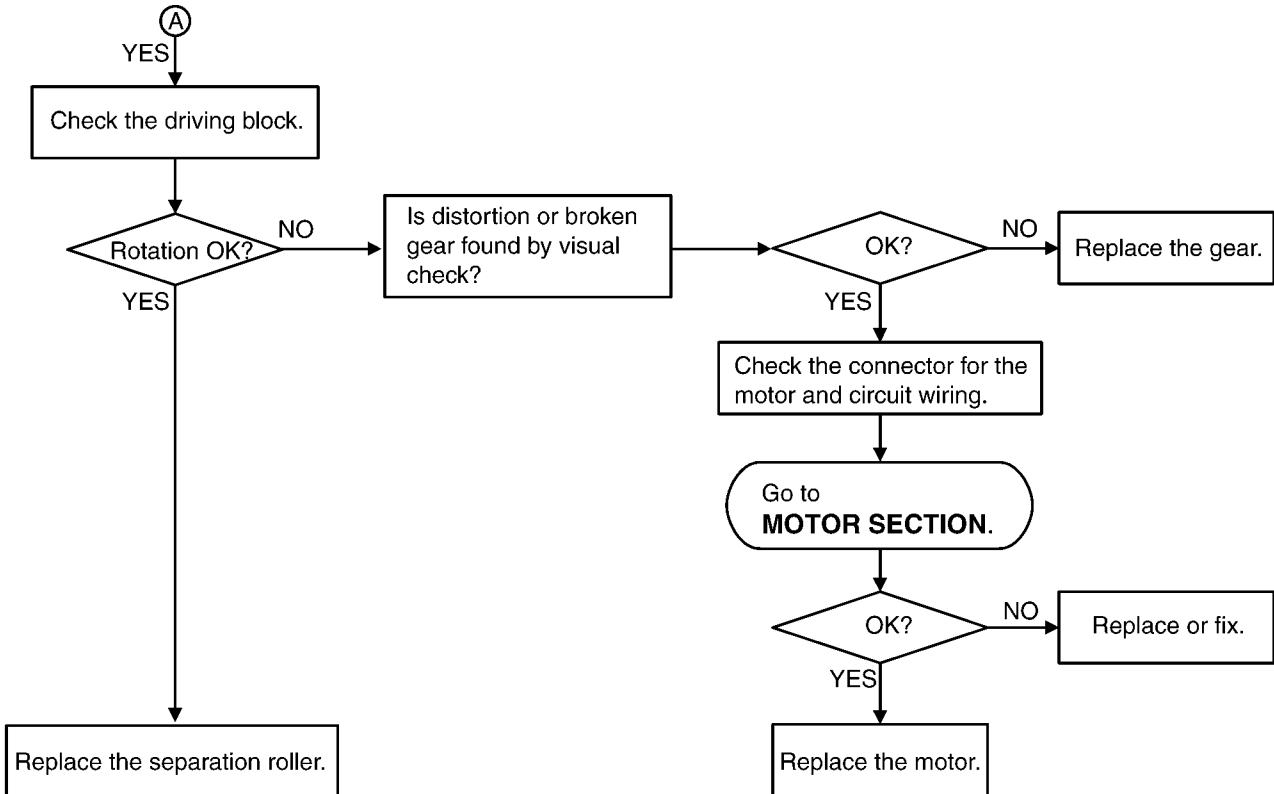 A
YES
Check the driving block.
Rotation OK?
NO
Is distortion or broken
gear found by visual
check?
OK?
NO
Replace the gear.
YES
YES
Check the connector for the
motor and circuit wiring.
Go to
MOTOR SECTION.
OK?
NO
Replace or fix.
YES
Replace the separation roller.
Replace the motor.